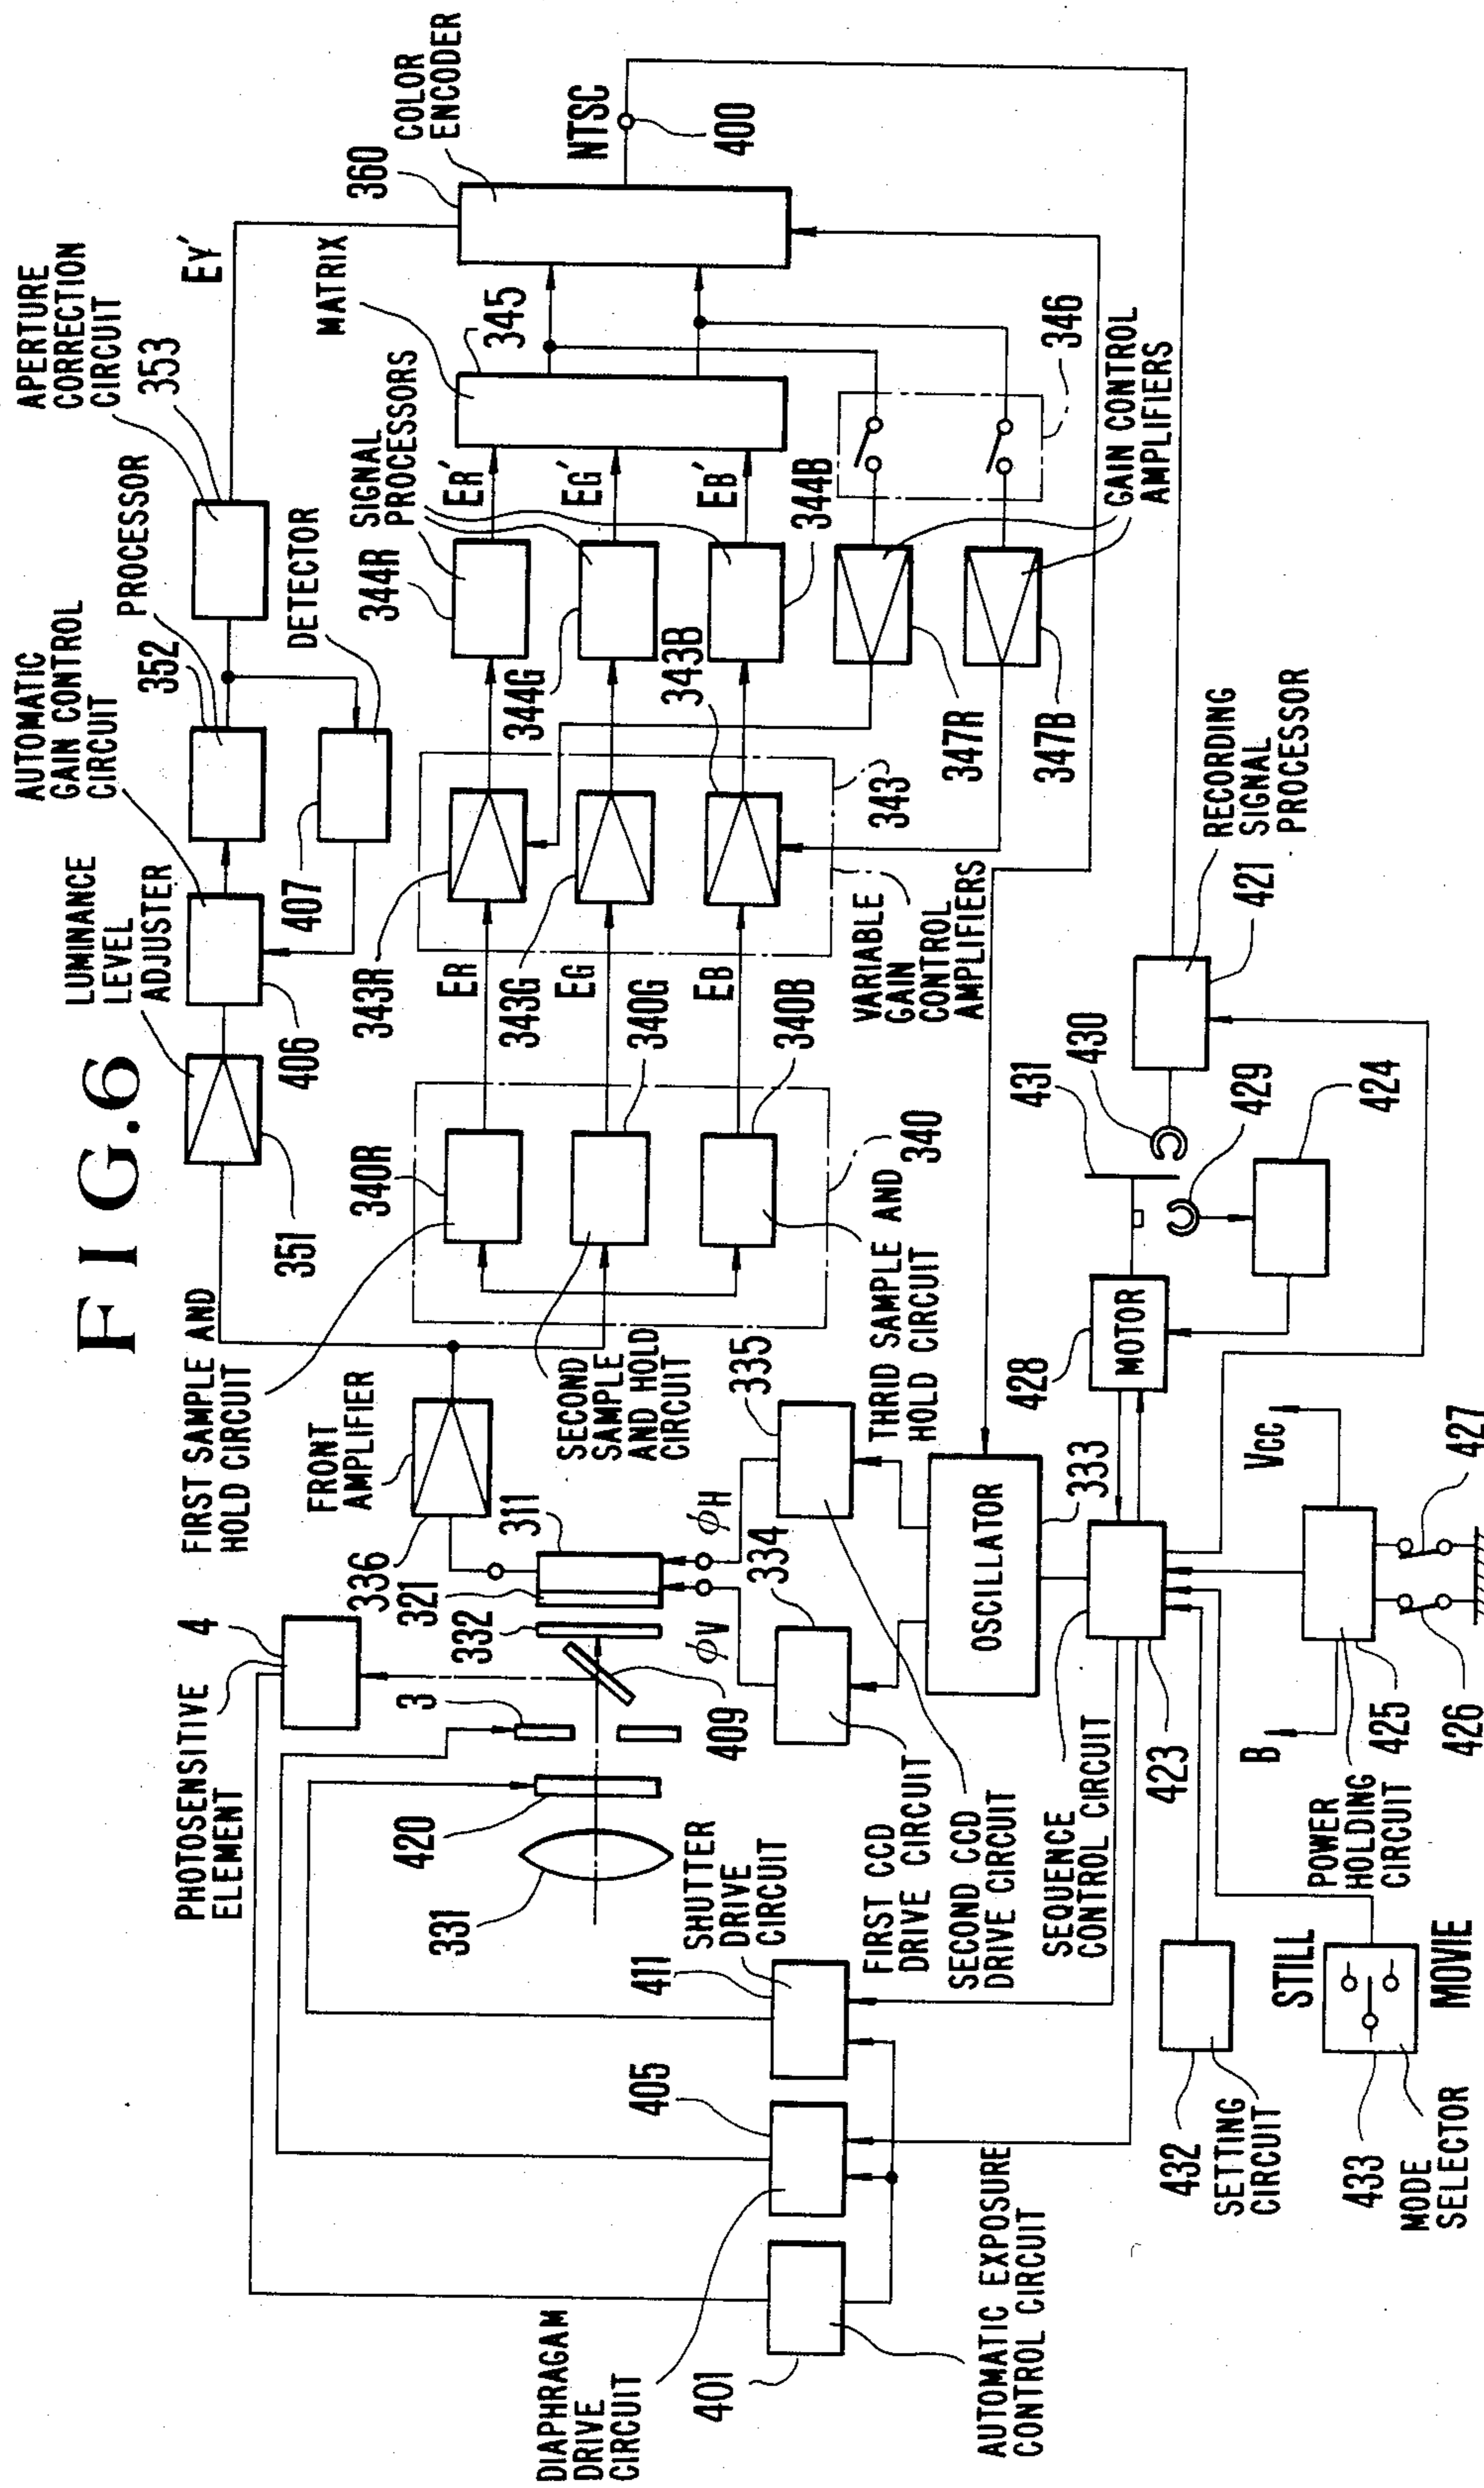 FIG.6
APERTURE
CORRECTION
CIRCUIT
353
EY'
360
COLOR
ENCODER
NTSC
400
PROCESSOR
352
AUTOMATIC
GAIN CONTROL
CIRCUIT
DETECTOR
407
LUMINANCE
LEVEL
ADJUSTER
406
351
MATRIX
345
SIGNAL
PROCESSORS
344R
ER'
344G
EG'
344B
EB'
346
GAIN CONTROL
AMPLIFIERS
347R
347B
343R
343G
343B
343
VARIABLE
GAIN
CONTROL
AMPLIFIERS
ER
EG
EB
340R
340G
340B
340
FIRST SAMPLE AND
HOLD CIRCUIT
SECOND
SAMPLE
AND HOLD
CIRCUIT
THRID SAMPLE AND
HOLD CIRCUIT
FRONT
AMPLIFIER
336
311
321
332
ΦH
ΦV
335
334
PHOTOSENSITIVE
ELEMENT
4
3
409
420
331
SHUTTER
DRIVE
CIRCUIT
411
FIRST CCD
DRIVE CIRCUIT
SECOND CCD
DRIVE CIRCUIT
OSCILLATOR
333
SEQUENCE
CONTROL CIRCUIT
423
MOTOR
428
431
430
429
424
RECORDING
SIGNAL
PROCESSOR
421
VCC
B
427
426
425
POWER
HOLDING
CIRCUIT
405
DIAPHRAGAM
DRIVE
CIRCUIT
401
AUTOMATIC EXPOSURE
CONTROL CIRCUIT
432
SETTING
CIRCUIT
STILL
MOVIE
433
MODE
SELECTOR